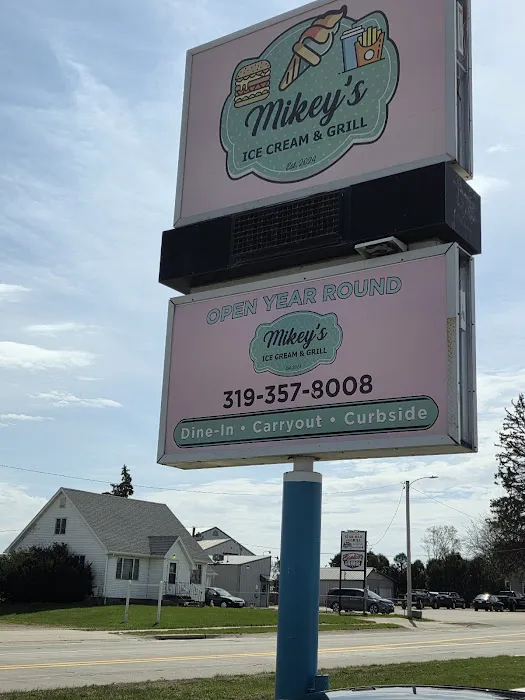 Mikey's
ICE CREAM & GRILL
Est. 2024
OPEN YEAR ROUND
Mikey's
ICE CREAM & GRILL
319-357-8008
Dine-In • Carryout • Curbside